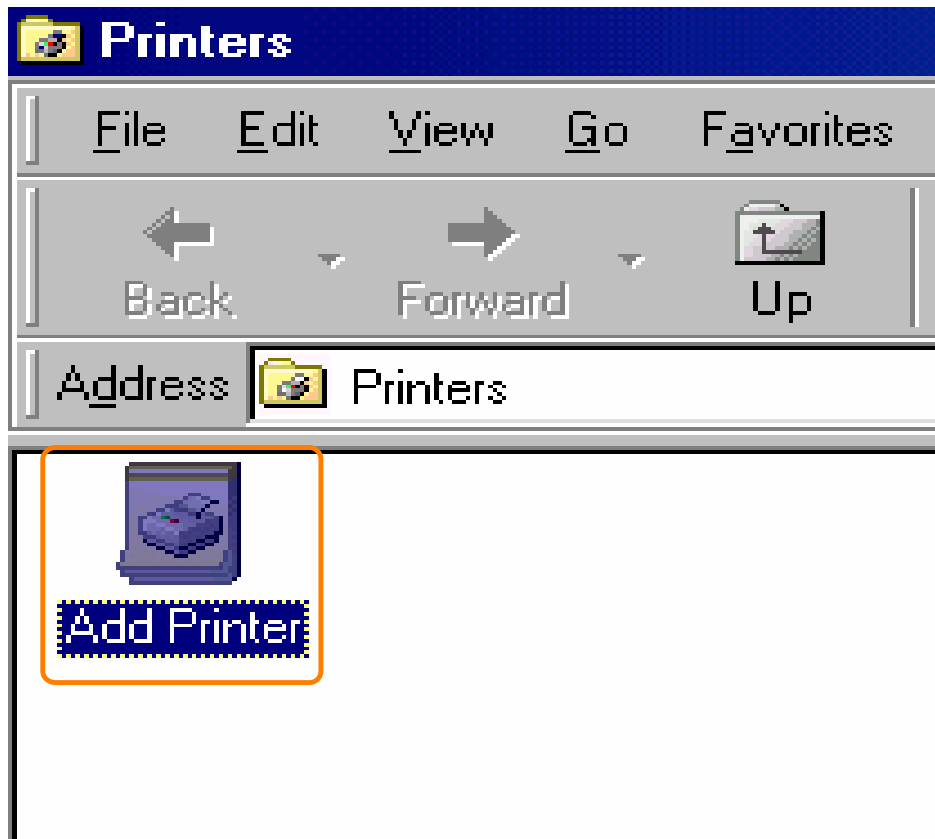 Printers
File Edit View Go Favorites
Back Forward Up
Address Printers
Add Printer